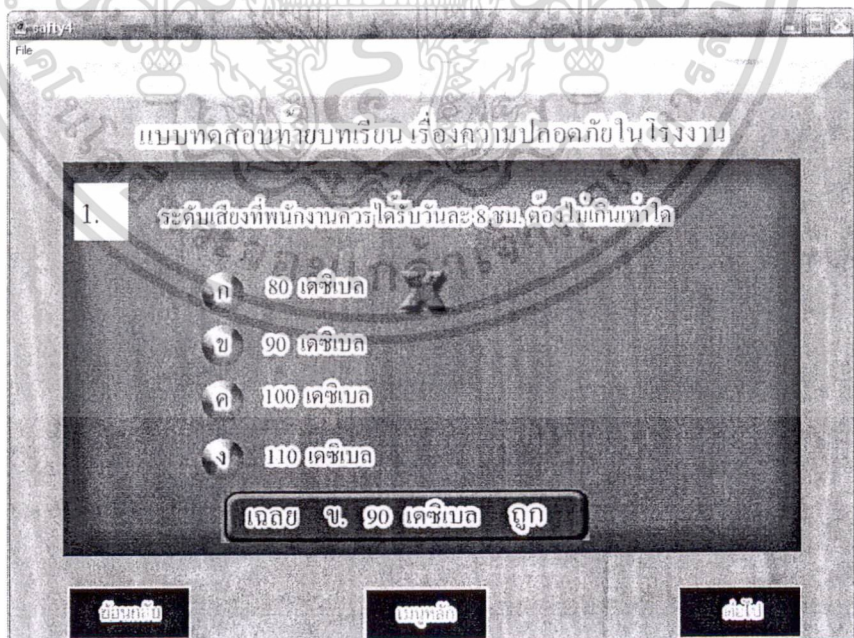 safty4
File
แบบทดสอบท้ายบทเรียน เรื่องความปลอดภัยในโรงงาน
1. ระดับเสียงที่พนักงานควรได้รับวันละ 8 ชม. ต้องไม่เกินเท่าใด
ก 80 เดซิเบล X
ข 90 เดซิเบล
ค 100 เดซิเบล
ง 110 เดซิเบล
เฉลย ข. 90 เดซิเบล ถูก
ย้อนกลับ เมนูหลัก ต่อไป